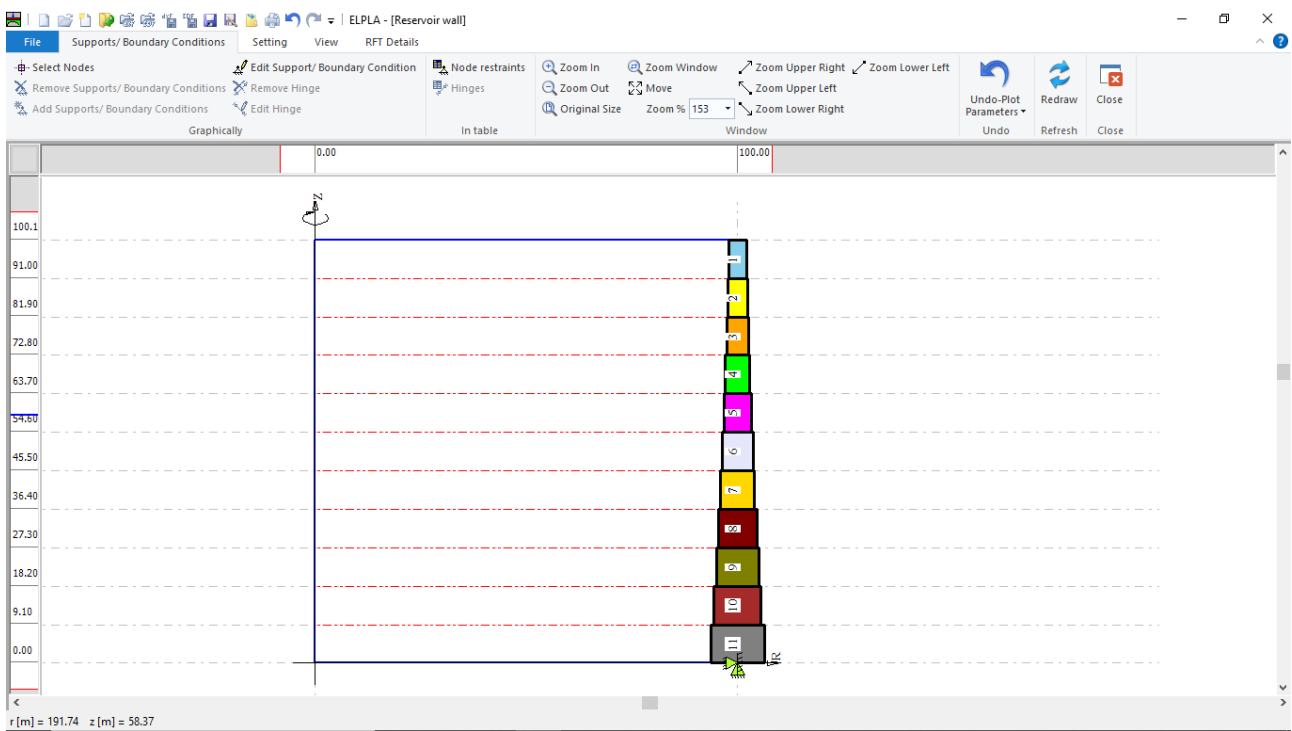 ELPLA - [Reservoir wall]
File Supports/ Boundary Conditions Setting View RFT Details
Select Nodes Edit Support/ Boundary Condition Node restraints Zoom In Zoom Window Zoom Upper Right Zoom Lower Left
Remove Supports/ Boundary Conditions Remove Hinge Hinges Zoom Out Move Zoom Upper Left
Add Supports/ Boundary Conditions Edit Hinge Original Size Zoom % 153 Zoom Lower Right
Undo-Plot Parameters Redraw Close
Graphically In table Window Undo Refresh Close
0.00 100.00
Z
100.1
91.00
81.90
72.80
63.70
54.60
45.50
36.40
27.30
18.20
9.10
0.00
1
2
3
4
5
6
7
8
9
10
11
R
r [m] = 191.74 z [m] = 58.37